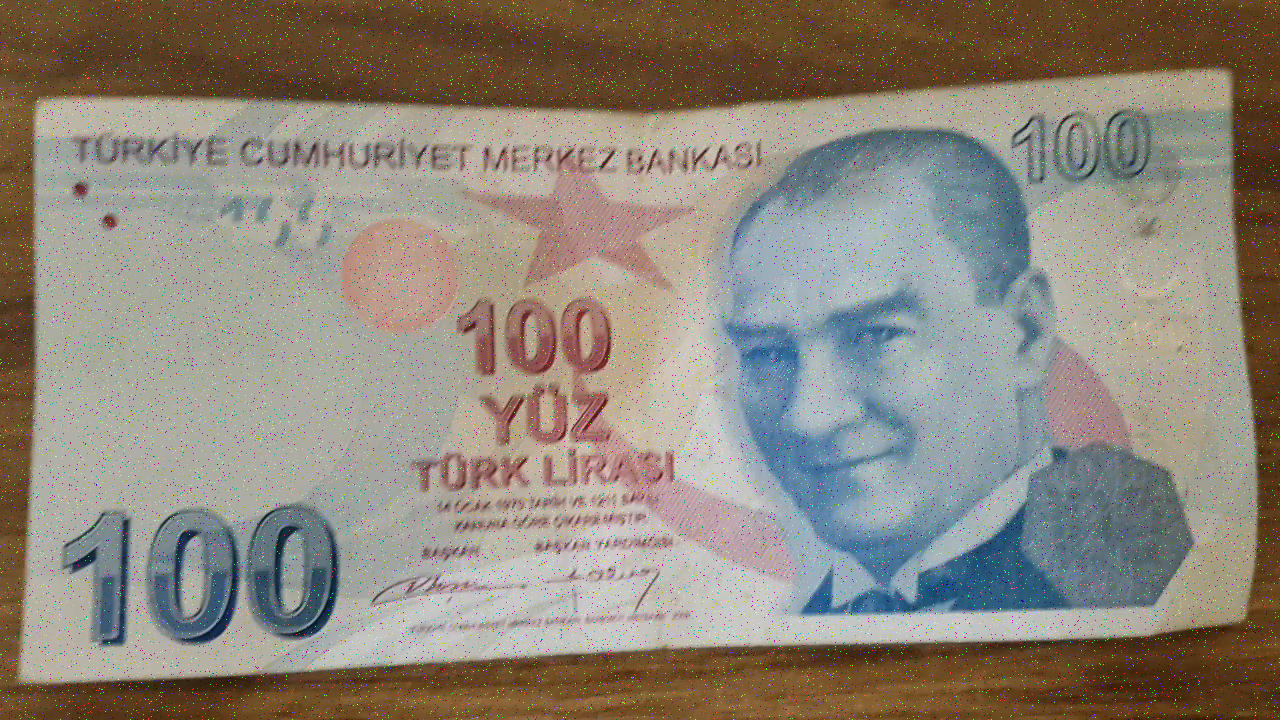 TÜRKİYE CUMHURİYET MERKEZ BANKASI
100
100
YÜZ
TÜRK LİRASI
14 OCAK 1970 TARİH VE 1211 SAYILI
KANUNA GÖRE ÇIKARILMIŞTIR.
BAŞKAN BAŞKAN YARDIMCISI
100